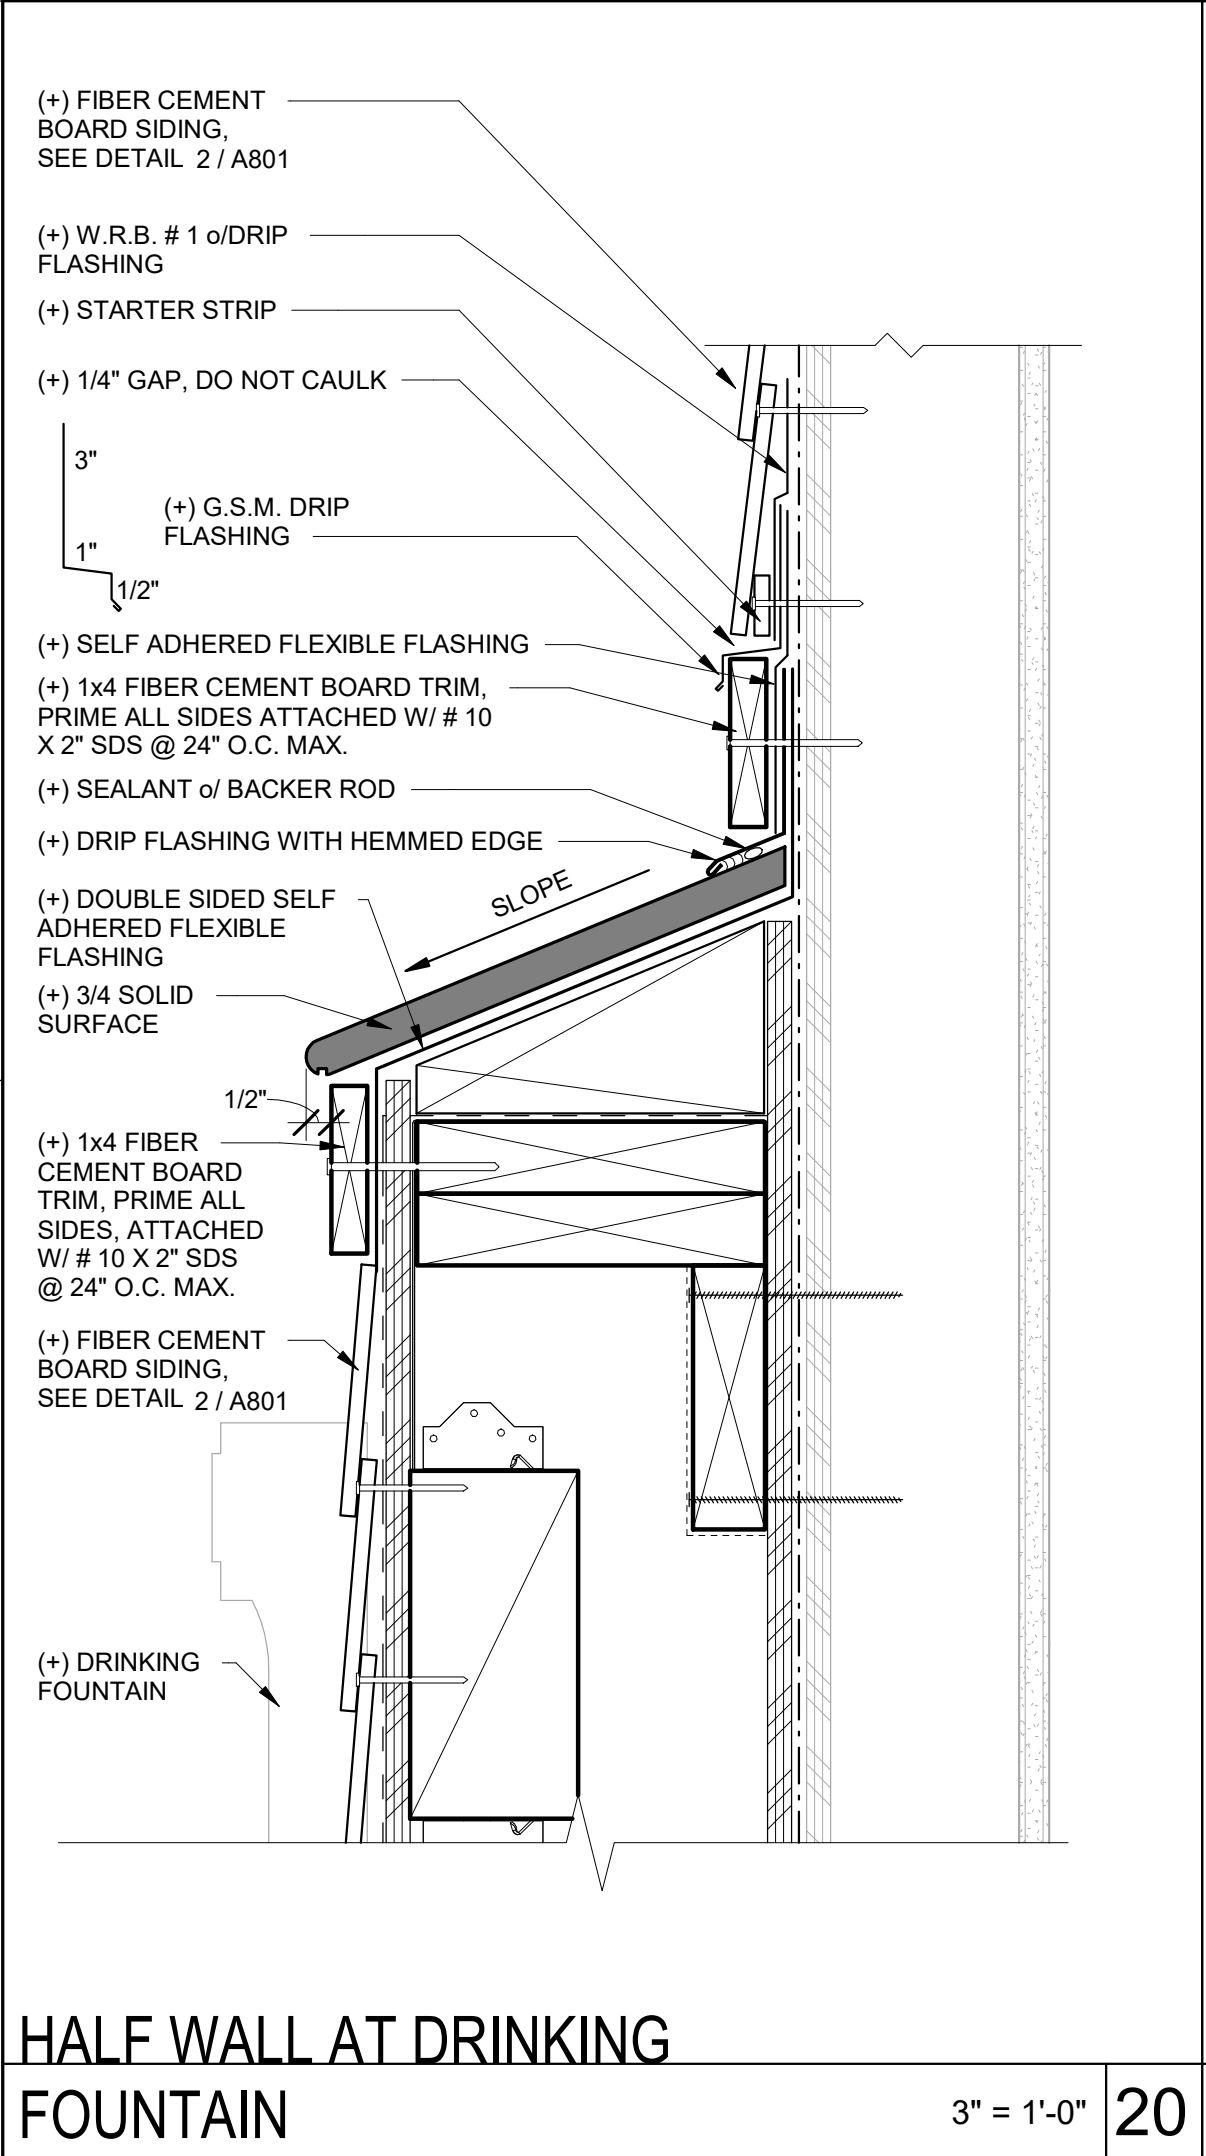 (+) FIBER CEMENT
BOARD SIDING,
SEE DETAIL 2 / A801
(+) W.R.B. # 1 o/DRIP
FLASHING
(+) STARTER STRIP
(+) 1/4" GAP, DO NOT CAULK
3"
1"
1/2"
(+) G.S.M. DRIP
FLASHING
(+) SELF ADHERED FLEXIBLE FLASHING
(+) 1x4 FIBER CEMENT BOARD TRIM,
PRIME ALL SIDES ATTACHED W/ # 10
X 2" SDS @ 24" O.C. MAX.
(+) SEALANT o/ BACKER ROD
(+) DRIP FLASHING WITH HEMMED EDGE
SLOPE
(+) DOUBLE SIDED SELF
ADHERED FLEXIBLE
FLASHING
(+) 3/4 SOLID
SURFACE
1/2"
(+) 1x4 FIBER
CEMENT BOARD
TRIM, PRIME ALL
SIDES, ATTACHED
W/ # 10 X 2" SDS
@ 24" O.C. MAX.
(+) FIBER CEMENT
BOARD SIDING,
SEE DETAIL 2 / A801
(+) DRINKING
FOUNTAIN
HALF WALL AT DRINKING
FOUNTAIN
3" = 1'-0"
20